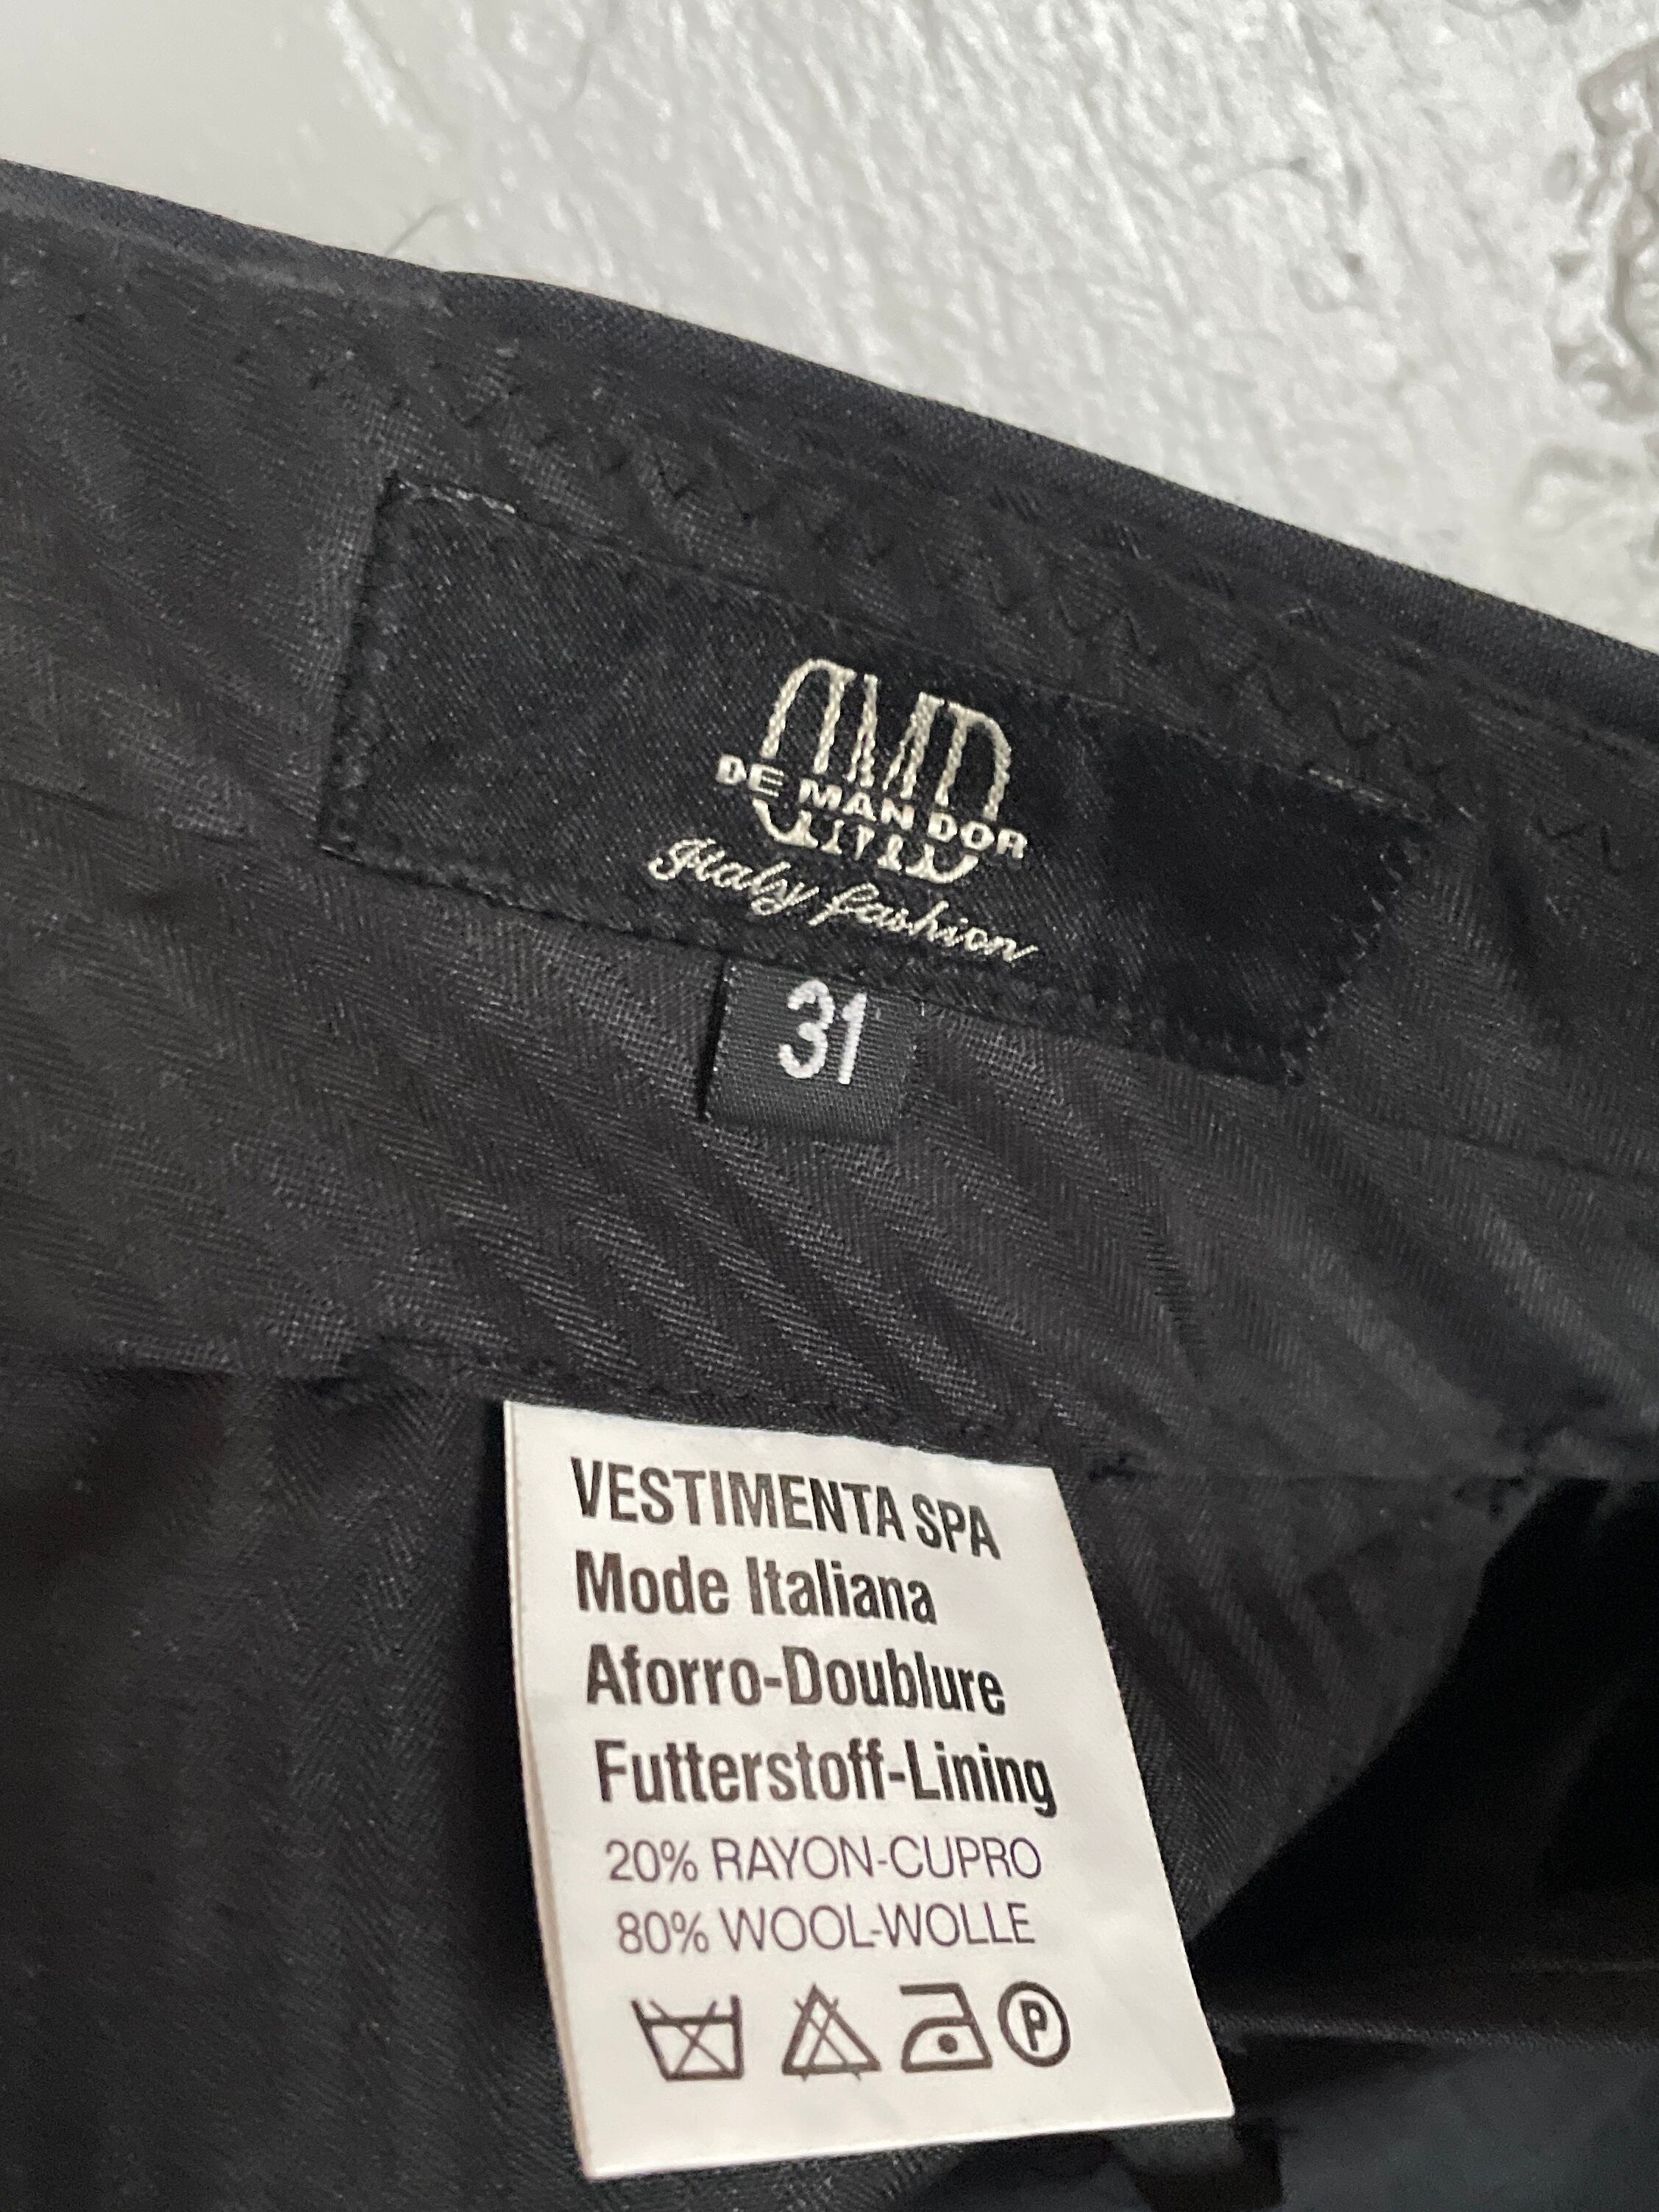 DMD
DE MAN DOR
Italy fashion
31
VESTIMENTA SPA
Mode Italiana
Aforro-Doublure
Futterstoff-Lining
20% RAYON-CUPRO
80% WOOL-WOLLE
P